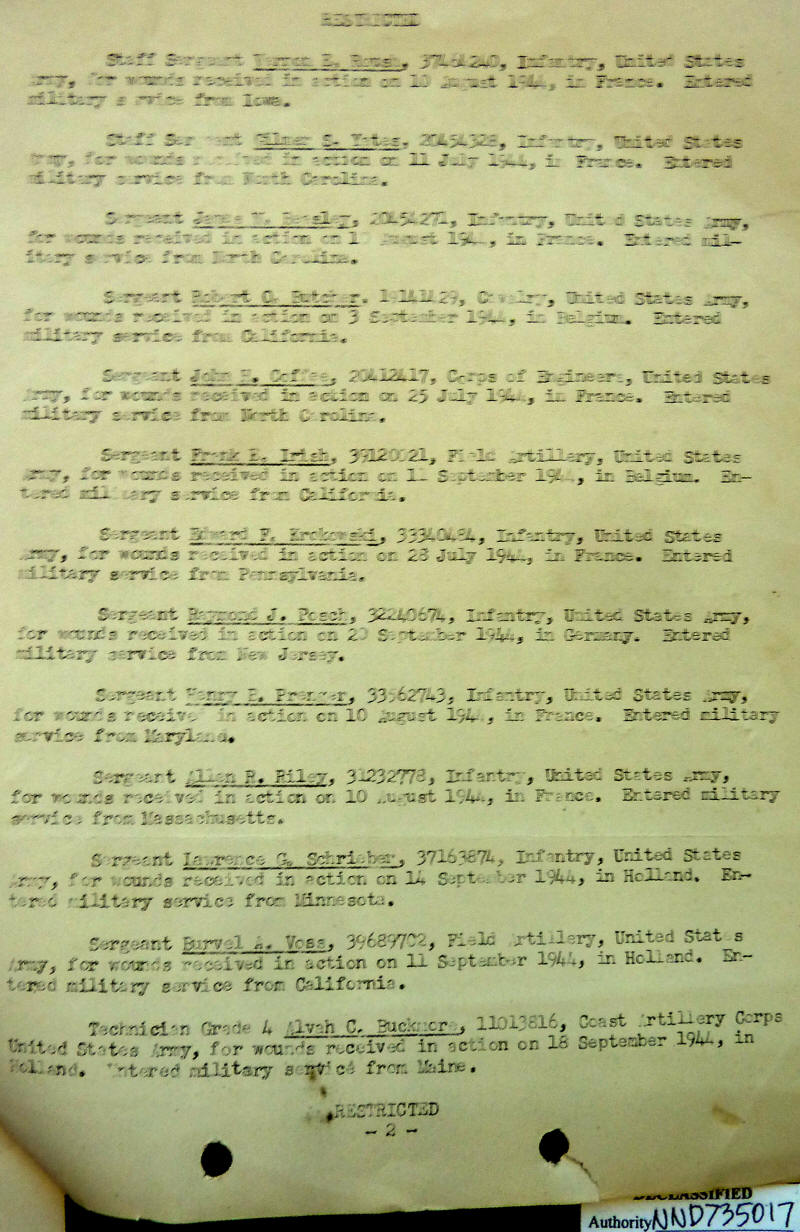 RESTRICTED
Staff Sergeant Vernon E. 37464240, Infantry, United States
Army, for wounds received in action on 10 August 1944, in France. Entered
military service from Iowa.
Staff Sergeant S. Yates, 20454328, Infantry, United States
Army, for wounds received in action on 11 July 1944, in France. Entered
military service from North Carolina.
Sergeant James Beasley, 20454271, Infantry, United States Army,
for wounds received in action on August 1944, in France. Entered mil-
itary service from North Carolina.
Sergeant Robert Butcher, Cavalry, United States Army,
for wounds received in action on 3 September 1944, in Belgium. Entered
military service from California.
Sergeant John 20412417, Corps of Engineers, United States
Army, for wounds received in action on 25 July 1944, in France. Entered
military service from North Carolina.
Sergeant Frank Irish, Field Artillery, United States
Army, for wounds received in action on September 1944, in Belgium. En-
tered military service from California.
Sergeant Edward F. Krokowski, 33340484, Infantry, United States
Army, for wounds received in action on 28 July 1944, in France. Entered
military service from Pennsylvania.
Sergeant Raymond J. Posch, 32240674, Infantry, United States Army,
for wounds received in action on September 1944, in Germany. Entered
military service from New Jersey.
Sergeant Henry Infantry, United States Army,
for wounds received in action on 10 August 1944, in France. Entered military
service from Maryland.
Sergeant Allen R. Riley, 31232778, Infantry, United States Army,
for wounds received in action on 10 August 1944, in France. Entered military
service from Massachusetts.
Sergeant Lawrence G. Schrieber, 37163874, Infantry, United States
Army, for wounds received in action on 14 September 1944, in Holland. En-
tered military service from Minnesota.
Sergeant Burvel A. Voss, 39689702, Field Artillery, United States
Army, for wounds received in action on 11 September 1944, in Holland. En-
tered military service from California.
Technician Grade 4 Alvah C. Buckmore, 11013816, Coast Artillery Corps
United States Army, for wounds received in action on 18 September 1944, in
Holland. Entered military service from Maine.
RESTRICTED
- 2 -
DECLASSIFIED
Authority NND735017